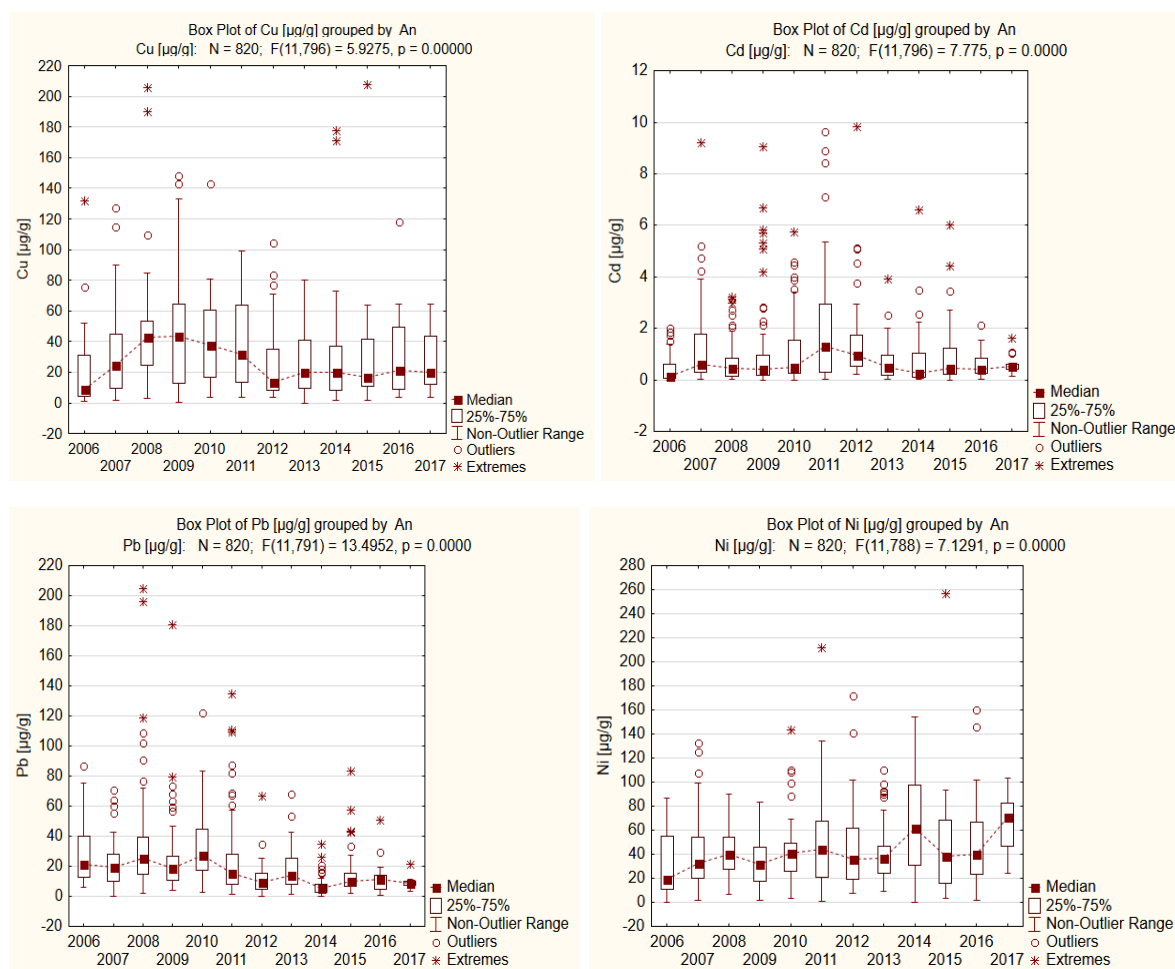 Box Plot of Cu [µg/g] grouped by An
Cu [µg/g]: N = 820; F(11,796) = 5.9275, p = 0.00000
220
200
180
160
140
120
100
80
60
40
20
0
-20
Cu [µg/g]
2006 2008 2010 2012 2014 2016
2007 2009 2011 2013 2015 2017
Median
25%-75%
Non-Outlier Range
Outliers
Extremes
Box Plot of Cd [µg/g] grouped by An
Cd [µg/g]: N = 820; F(11,796) = 7.775, p = 0.0000
12
10
8
6
4
2
0
-2
Cd [µg/g]
2006 2008 2010 2012 2014 2016
2007 2009 2011 2013 2015 2017
Median
25%-75%
Non-Outlier Range
Outliers
Extremes
Box Plot of Pb [µg/g] grouped by An
Pb [µg/g]: N = 820; F(11,791) = 13.4952, p = 0.0000
220
200
180
160
140
120
100
80
60
40
20
0
-20
Pb [µg/g]
2006 2008 2010 2012 2014 2016
2007 2009 2011 2013 2015 2017
Median
25%-75%
Non-Outlier Range
Outliers
Extremes
Box Plot of Ni [µg/g] grouped by An
Ni [µg/g]: N = 820; F(11,788) = 7.1291, p = 0.0000
280
260
240
220
200
180
160
140
120
100
80
60
40
20
0
-20
Ni [µg/g]
2006 2008 2010 2012 2014 2016
2007 2009 2011 2013 2015 2017
Median
25%-75%
Non-Outlier Range
Outliers
Extremes